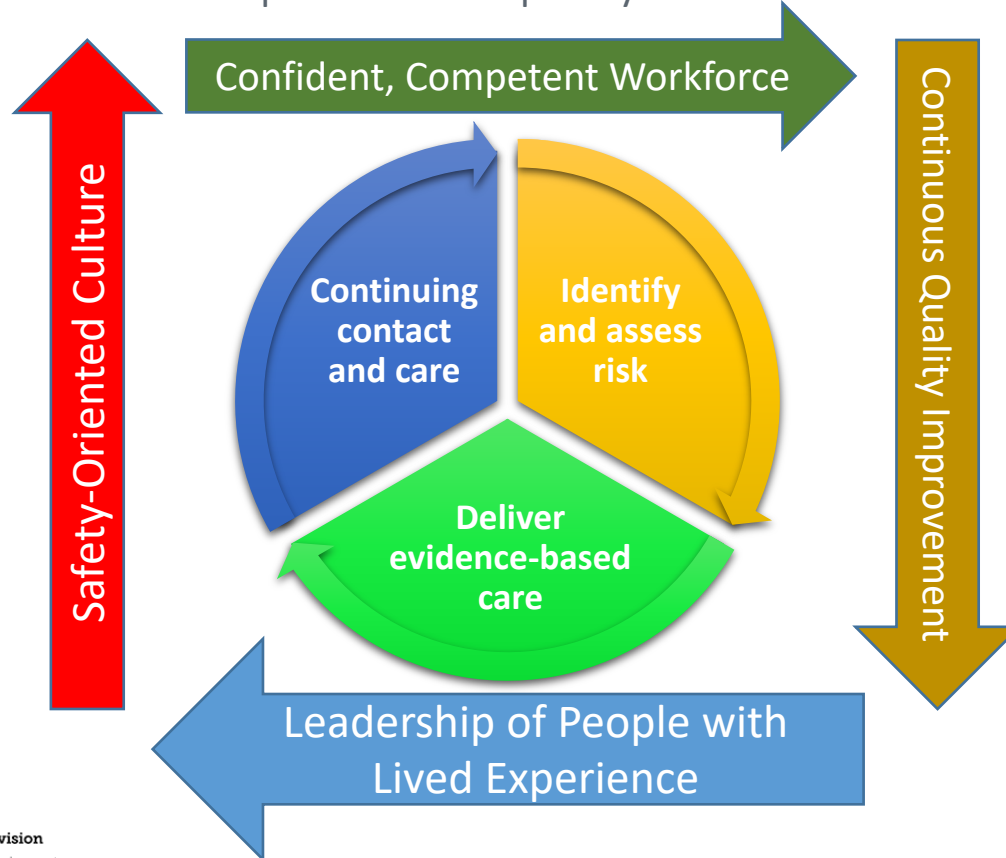 Confident, Competent Workforce
Safety-Oriented Culture
Continuous Quality Improvement
Continuing
contact
and care
Identify
and assess
risk
Deliver
evidence-based
care
Leadership of People with
Lived Experience
vision